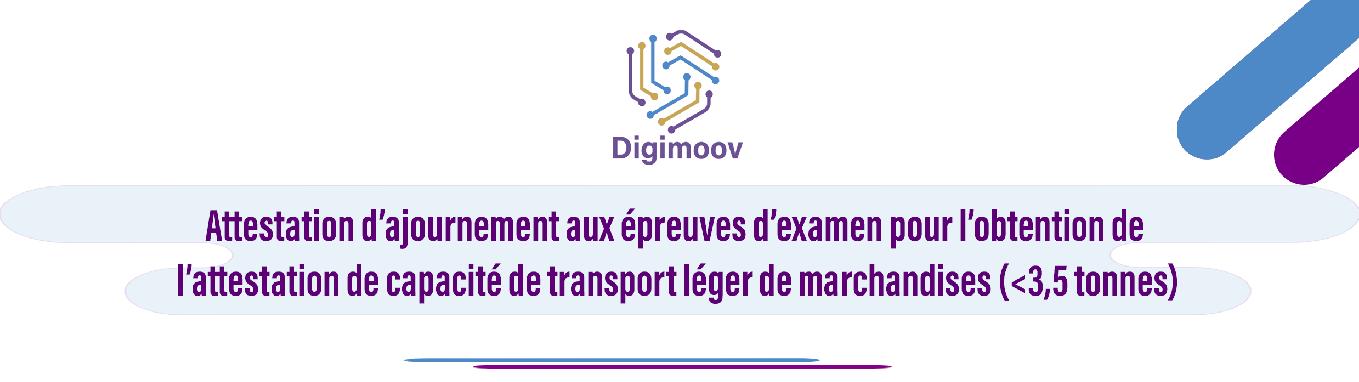 Digimoov
Attestation d’ajournement aux épreuves d’examen pour l’obtention de
l’attestation de capacité de transport léger de marchandises (<3,5 tonnes)